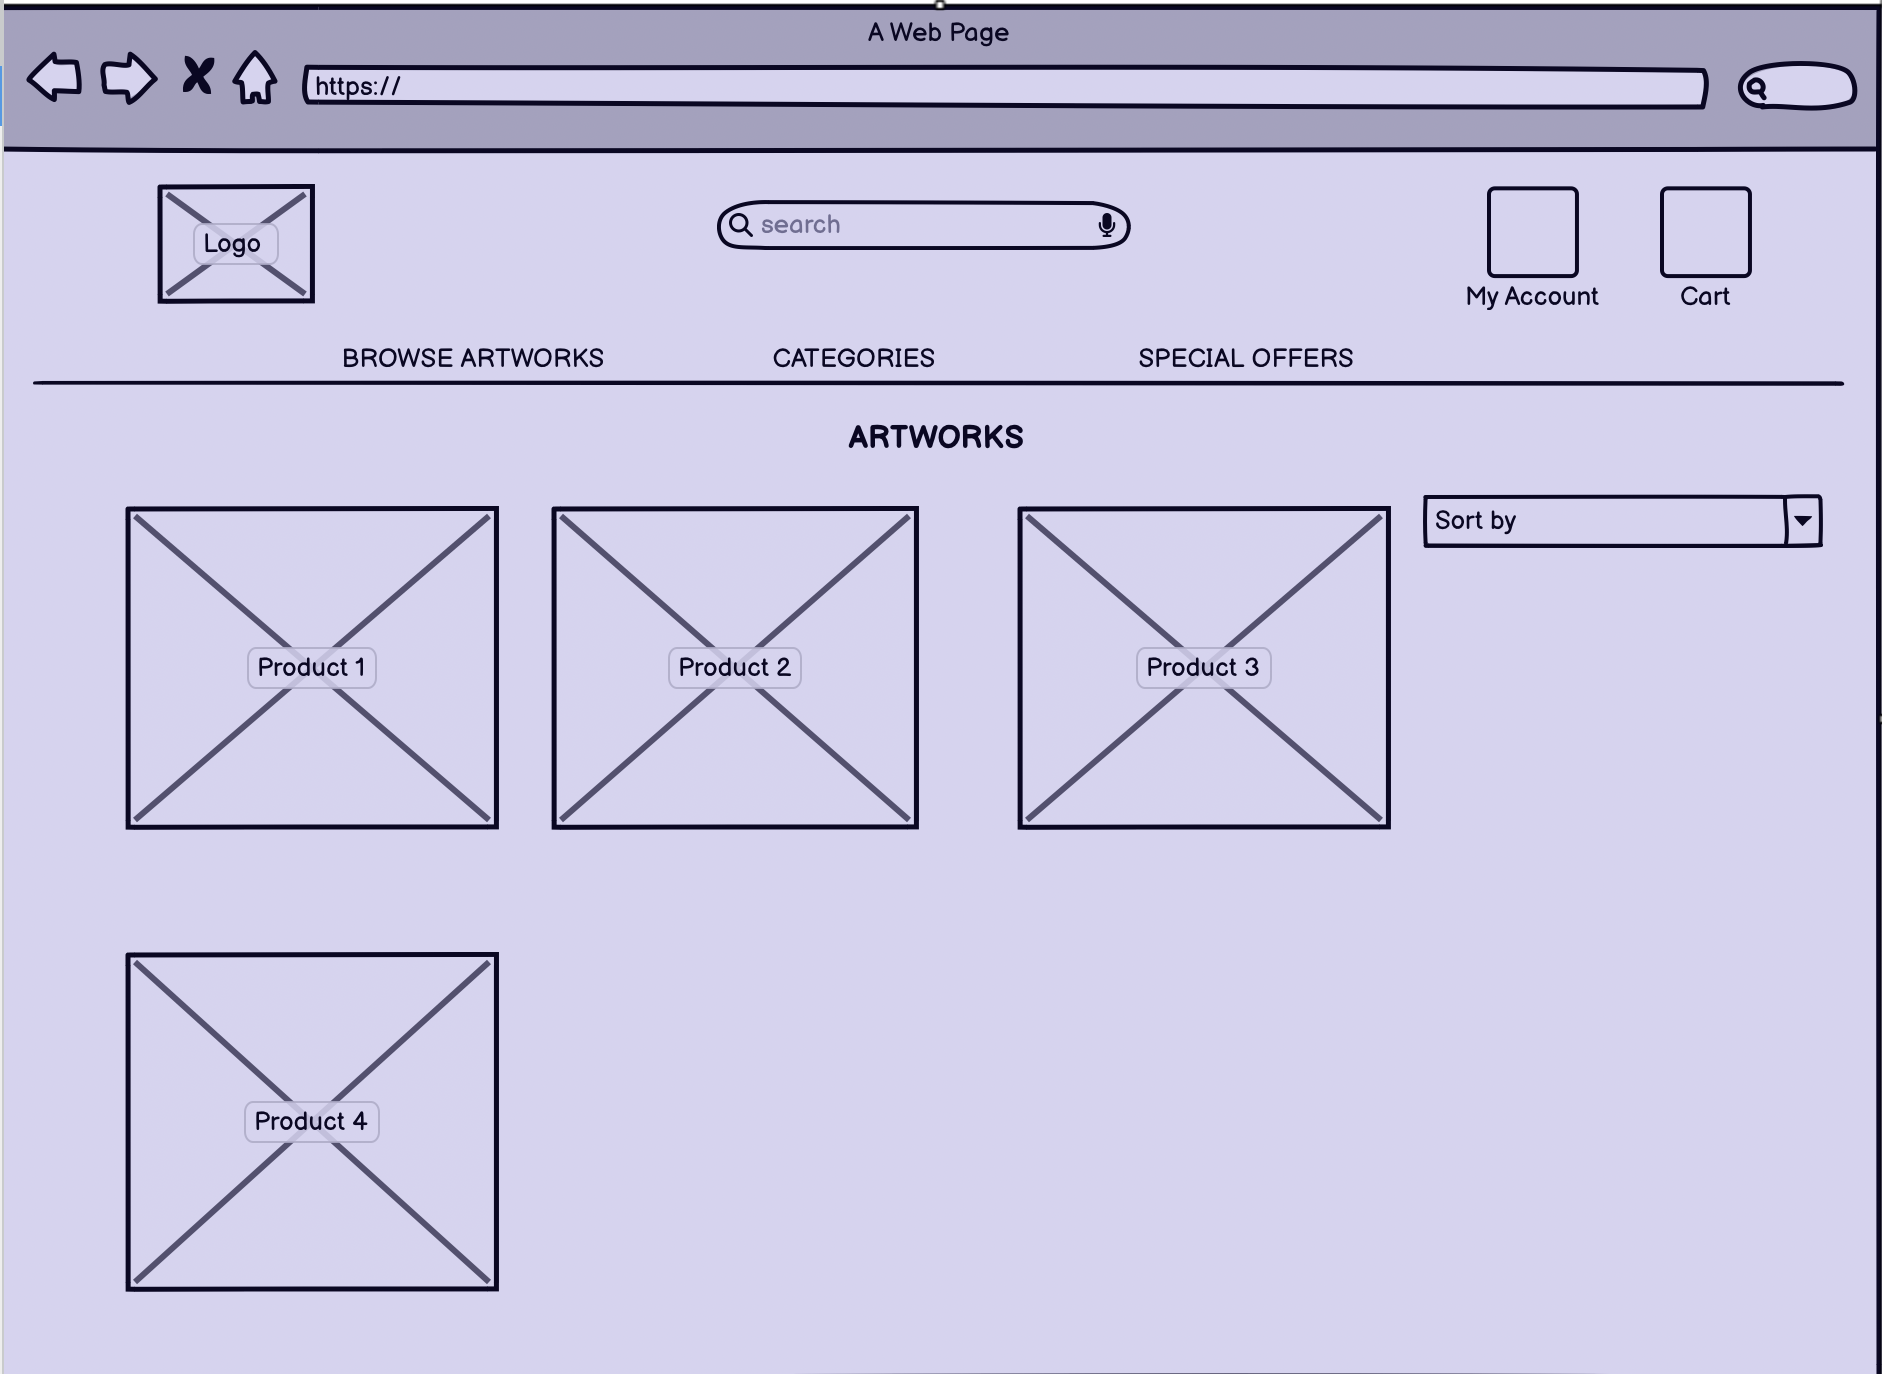 A Web Page
https://
Logo
search
My Account
Cart
BROWSE ARTWORKS
CATEGORIES
SPECIAL OFFERS
ARTWORKS
Sort by
Product 1
Product 2
Product 3
Product 4